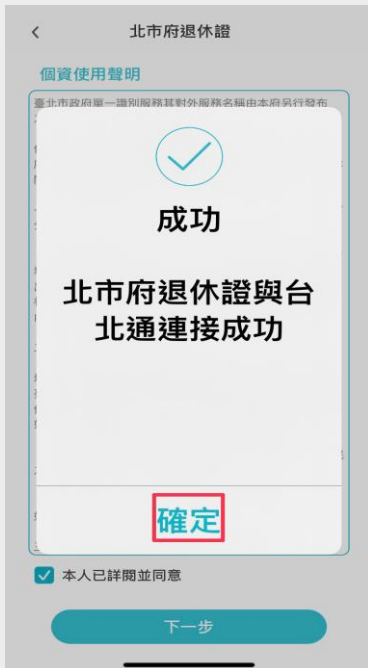 北市府退休證
個資使用聲明
臺北市政府單一識別服務其對外服務名稱由本府另行發布
成功
北市府退休證與台
北通連接成功
確定
本人已詳閱並同意
下一步